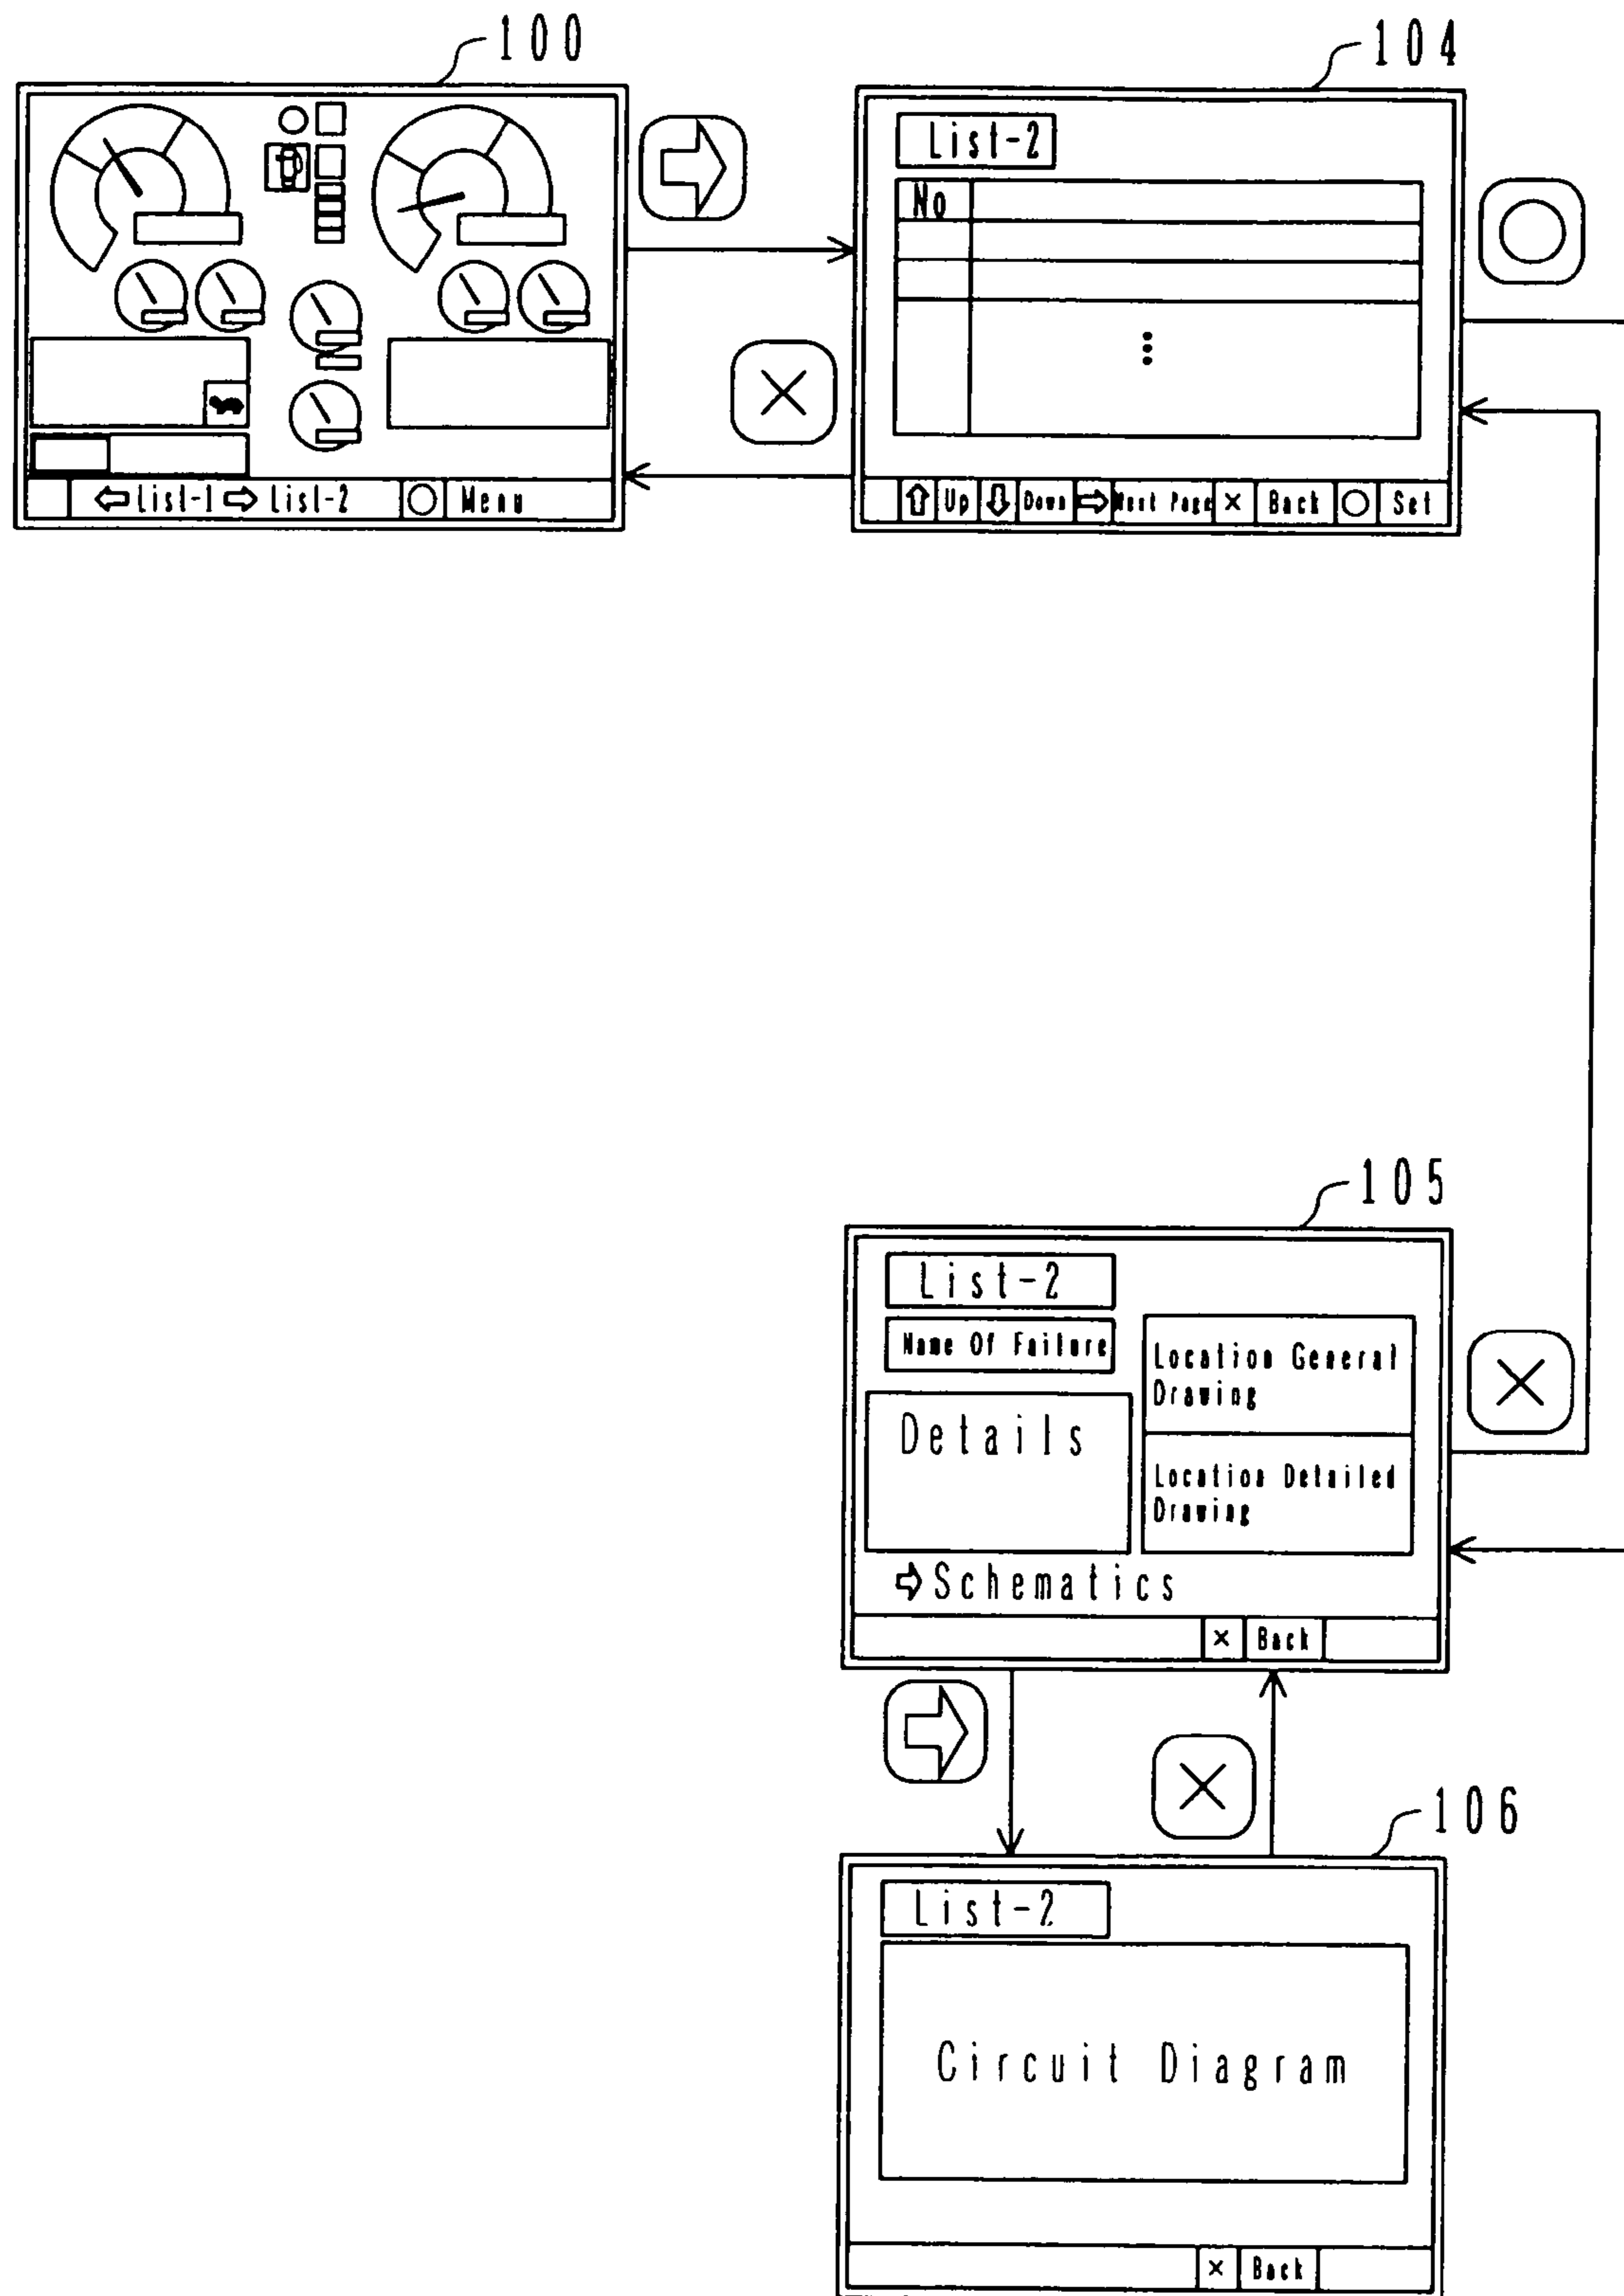 100
List-1 List-2 Menu
104
List-2
No
Up Down Next Page × Back Set
105
List-2
Name Of Failure
Details
Location General
Drawing
Location Detailed
Drawing
Schematics
× Back
106
List-2
Circuit Diagram
× Back